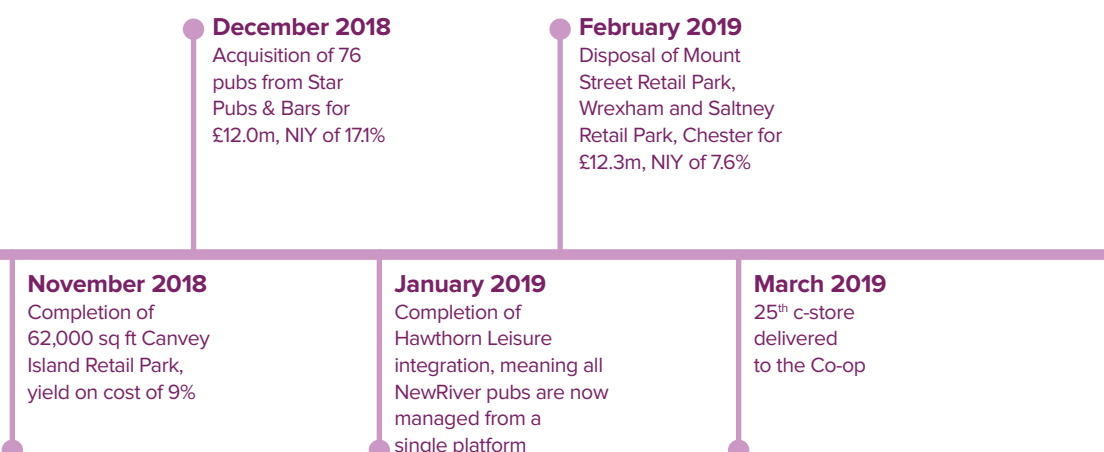 December 2018
Acquisition of 76
pubs from Star
Pubs & Bars for
£12.0m, NIY of 17.1%
February 2019
Disposal of Mount
Street Retail Park,
Wrexham and Saltney
Retail Park, Chester for
£12.3m, NIY of 7.6%
November 2018
Completion of
62,000 sq ft Canvey
Island Retail Park,
yield on cost of 9%
January 2019
Completion of
Hawthorn Leisure
integration, meaning all
NewRiver pubs are now
managed from a
single platform
March 2019
25th c-store
delivered
to the Co-op